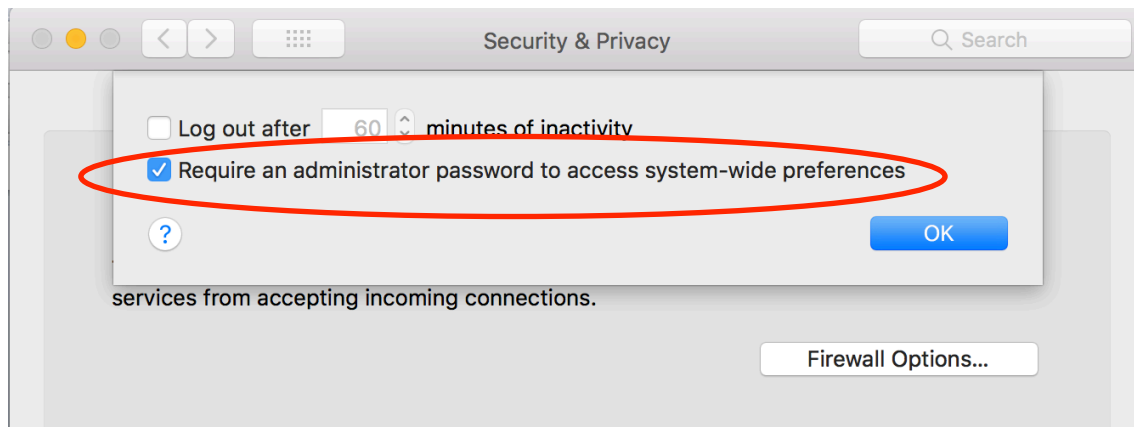 Security & Privacy
Search
Log out after 60 minutes of inactivity
Require an administrator password to access system-wide preferences
?
OK
services from accepting incoming connections.
Firewall Options...